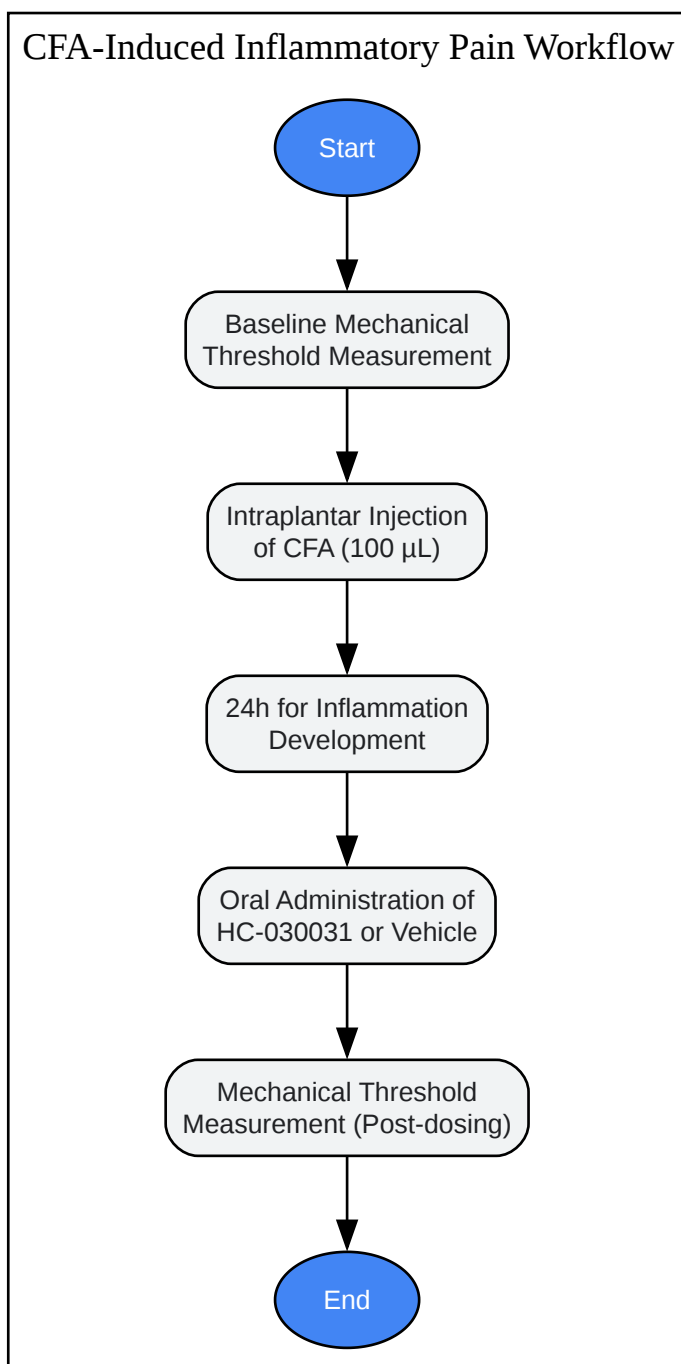 CFA-Induced Inflammatory Pain Workflow
Start
Baseline Mechanical
Threshold Measurement
Intraplantar Injection
of CFA (100 µL)
24h for Inflammation
Development
Oral Administration of
HC-030031 or Vehicle
Mechanical Threshold
Measurement (Post-dosing)
End